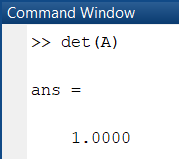 Command Window
>> det(A)
ans =
1.0000